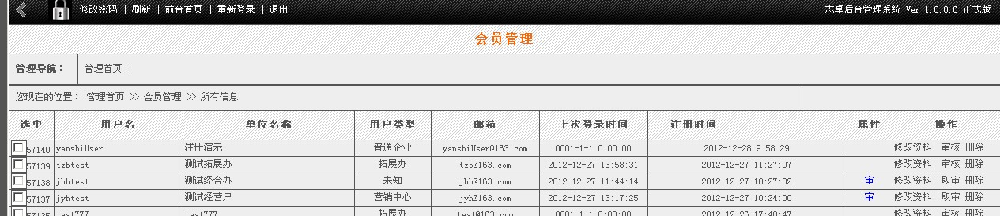 修改密码 | 刷新 | 前台首页 | 重新登录 | 退出 志卓后台管理系统 Ver 1.0.0.6 正式版
会员管理
管理导航： 管理首页 |
您现在的位置： 管理首页 >> 会员管理 >> 所有信息
选中 用户名 单位名称 用户类型 邮箱 上次登录时间 注册时间 属性 操作
57140 yanshiUser 注册演示 普通企业 yanshiUser@163.com 0001-1-1 0:00:00 2012-12-28 9:58:29 修改资料 审核 删除
57139 tzbtest 测试拓展办 拓展办 tzb@163.com 2012-12-27 13:58:31 2012-12-27 11:27:07 修改资料 审核 删除
57138 jhbtest 测试经合办 未知 jhb@163.com 2012-12-27 11:44:14 2012-12-27 10:27:32 审 修改资料 取审 删除
57137 jyhtest 测试经营户 营销中心 jyh@163.com 2012-12-27 13:17:25 2012-12-27 10:24:00 审 修改资料 取审 删除
57135 test777 test777 拓展办 test@163.com 0001-1-1 0:00:00 2012-12-26 17:40:47 修改资料 审核 删除